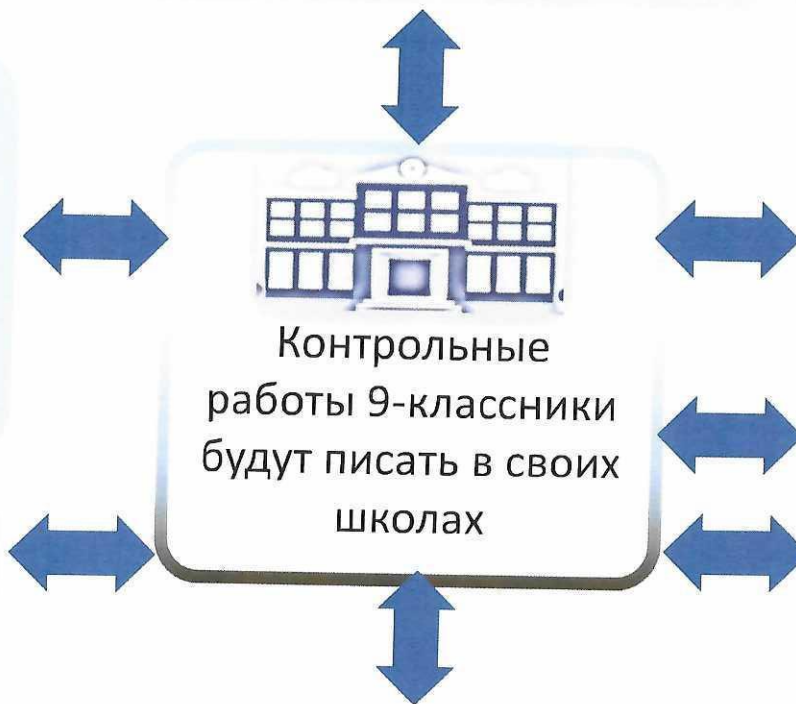 Контрольные
работы 9-классники
будут писать в своих
школах